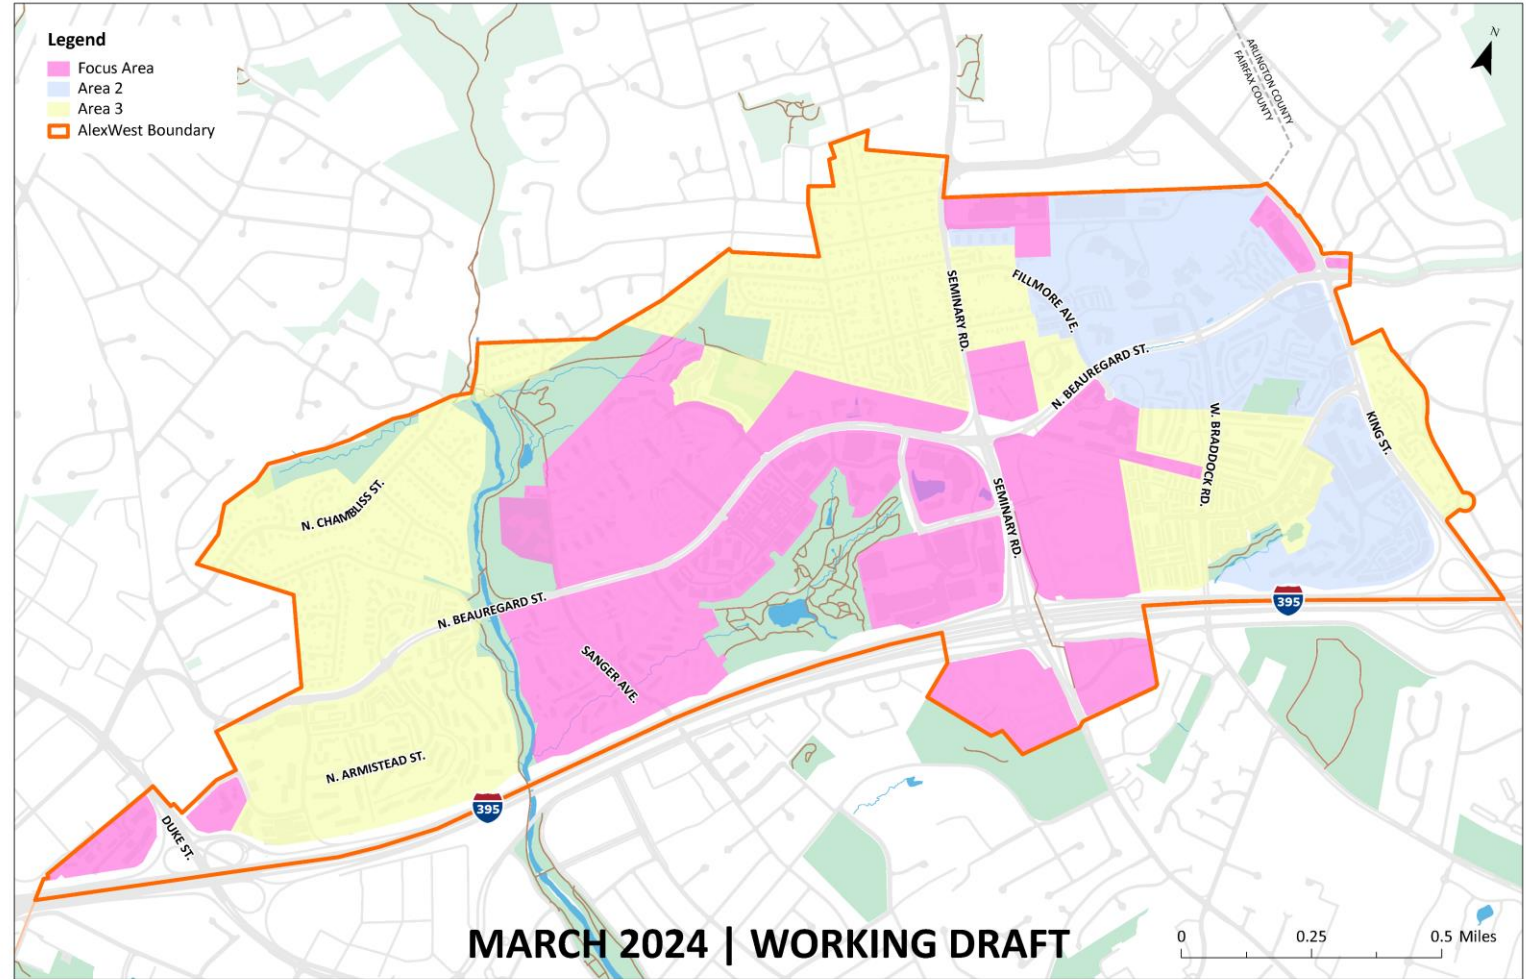 Legend
Focus Area
Area 2
Area 3
AlexWest Boundary
N
ARLINGTON COUNTY
FAIRFAX COUNTY
SEMINARY RD.
FILLMORE AVE.
N. BEAUREGARD ST.
W. BRADDOCK RD.
KING ST.
N. CHAMBLISS ST.
SEMINARY RD.
N. BEAUREGARD ST.
395
SANGER AVE.
N. ARMISTEAD ST.
395
DUKE ST.
MARCH 2024 | WORKING DRAFT
0 0.25 0.5 Miles